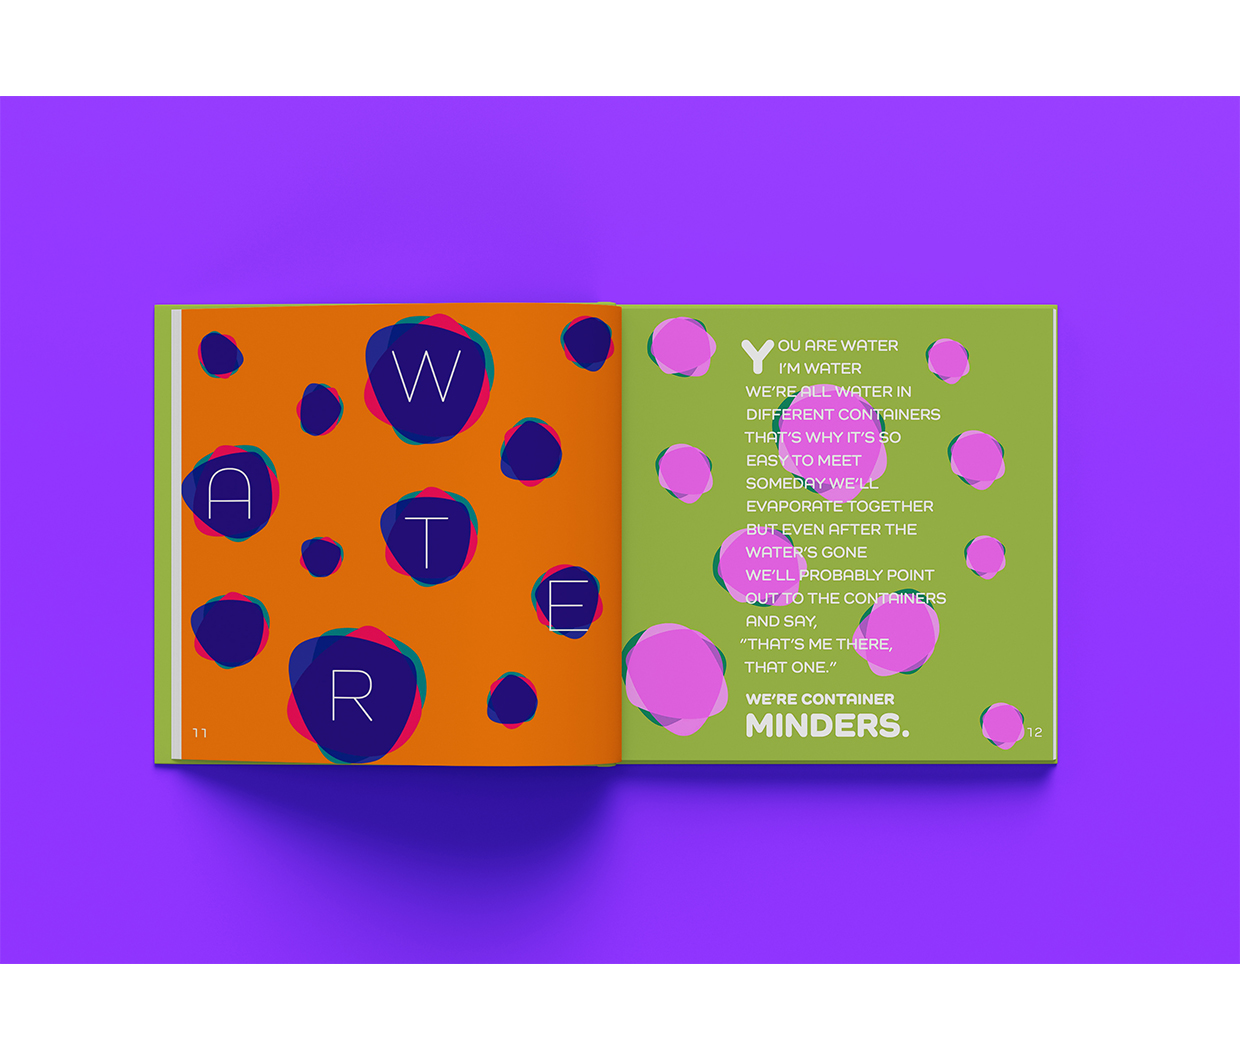 W
A
T
E
R
11
YOU ARE WATER
I'M WATER
WE'RE ALL WATER IN
DIFFERENT CONTAINERS
THAT'S WHY IT'S SO
EASY TO MEET
SOMEDAY WE'LL
EVAPORATE TOGETHER
BUT EVEN AFTER THE
WATER'S GONE
WE'LL PROBABLY POINT
OUT TO THE CONTAINERS
AND SAY,
"THAT'S ME THERE,
THAT ONE."
WE'RE CONTAINER
MINDERS.
12